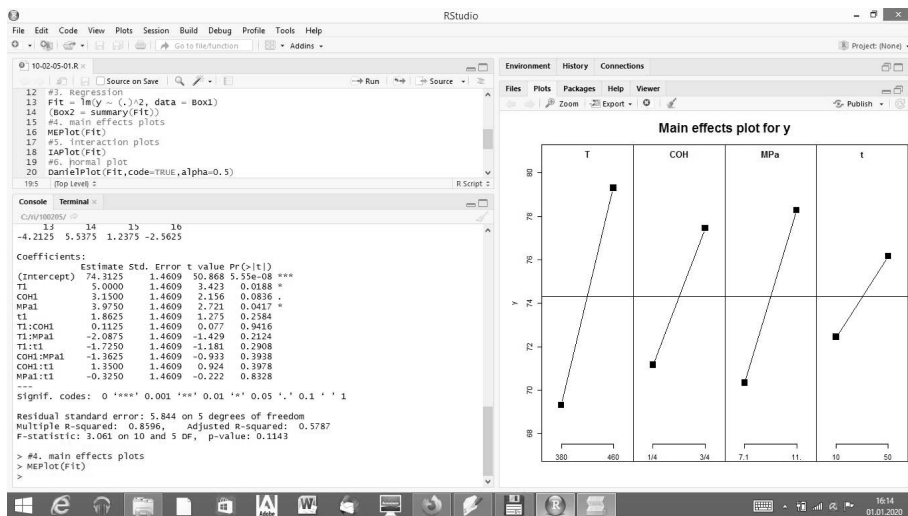 RStudio
File Edit Code View Plots Session Build Debug Profile Tools Help
Go to file/function
Addins
Project: (None)
10-02-05-01.R
Source on Save
Run
Source
12 #3. Regression
13 Fit = lm(y ~ (.)^2, data = Box1)
14 (Box2 = summary(Fit))
15 #4. main effects plots
16 MEPlot(Fit)
17 #5. interaction plots
18 IAPlot(Fit)
19 #6. normal plot
20 DanielPlot(Fit,code=TRUE,alpha=0.5)
19:5 (Top Level) R Script
Console Terminal
C:/ri/100205/
13 14 15 16
-4.2125 5.5375 1.2375 -2.5625
Coefficients:
Estimate Std. Error t value Pr(>|t|)
(Intercept) 74.3125 1.4609 50.868 5.55e-08 ***
T1 5.0000 1.4609 3.423 0.0188 *
COH1 3.1500 1.4609 2.156 0.0836 .
MPa1 3.9750 1.4609 2.721 0.0417 *
t1 1.8625 1.4609 1.275 0.2584
T1:COH1 0.1125 1.4609 0.077 0.9416
T1:MPa1 -2.0875 1.4609 -1.429 0.2124
T1:t1 -1.7250 1.4609 -1.181 0.2908
COH1:MPa1 -1.3625 1.4609 -0.933 0.3938
COH1:t1 1.3500 1.4609 0.924 0.3978
MPa1:t1 -0.3250 1.4609 -0.222 0.8328
---
Signif. codes: 0 ‘***’ 0.001 ‘**’ 0.01 ‘*’ 0.05 ‘.’ 0.1 ‘ ’ 1
Residual standard error: 5.844 on 5 degrees of freedom
Multiple R-squared: 0.8596, Adjusted R-squared: 0.5787
F-statistic: 3.061 on 10 and 5 DF, p-value: 0.1143
> #4. main effects plots
> MEPlot(Fit)
>
Environment History Connections
Files Plots Packages Help Viewer
Zoom Export Publish
Main effects plot for y
T COH MPa t
80
78
76
y 74
72
70
68
380 460 1/4 3/4 7.1 11. 10 50
Adobe
16:14
01.01.2020